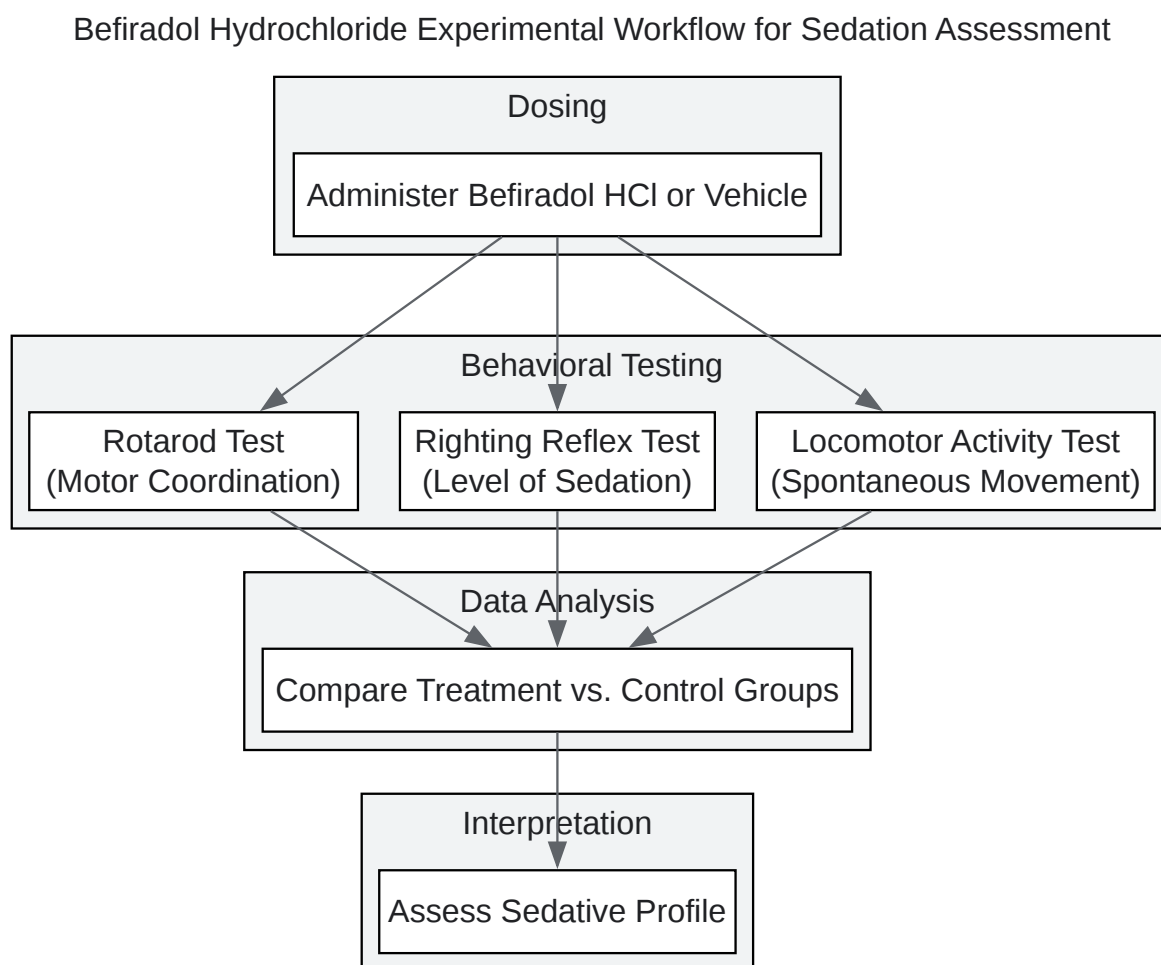 Befiradol Hydrochloride Experimental Workflow for Sedation Assessment
Dosing
Administer Befiradol HCl or Vehicle
Behavioral Testing
Rotarod Test
(Motor Coordination)
Righting Reflex Test
(Level of Sedation)
Locomotor Activity Test
(Spontaneous Movement)
Data Analysis
Compare Treatment vs. Control Groups
Interpretation
Assess Sedative Profile